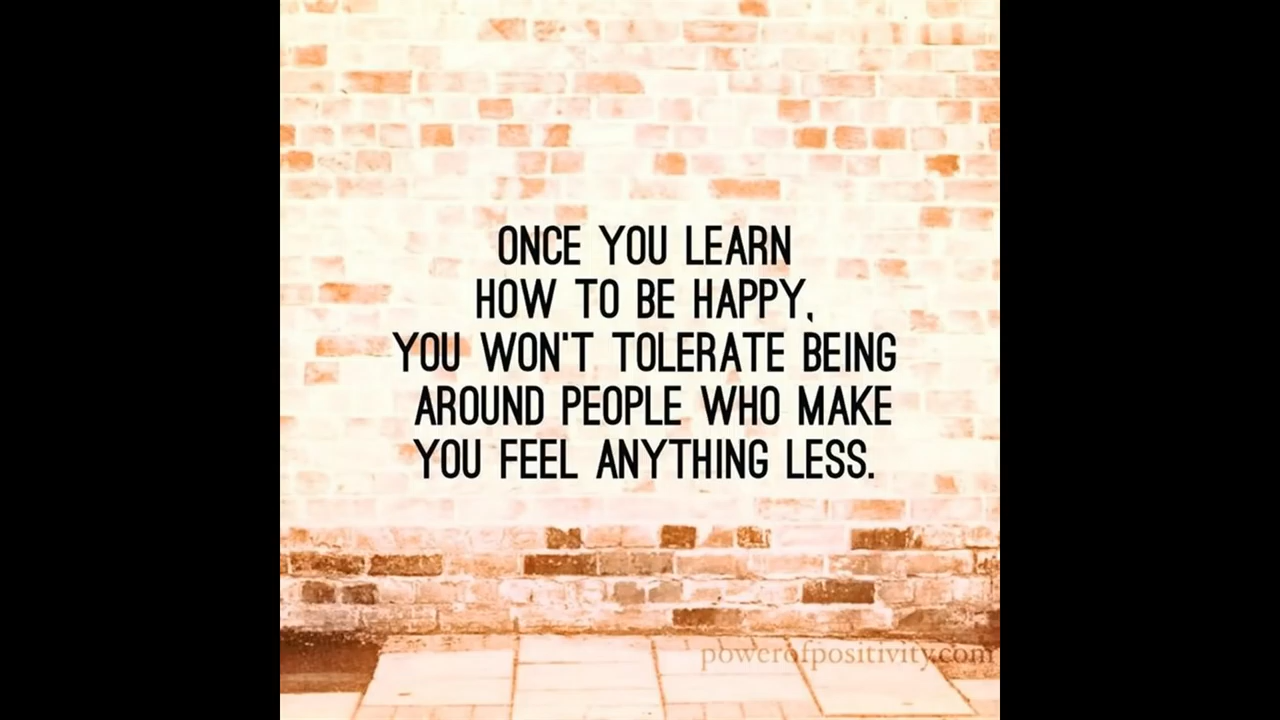 ONCE YOU LEARN
HOW TO BE HAPPY,
YOU WON'T TOLERATE BEING
AROUND PEOPLE WHO MAKE
YOU FEEL ANYTHING LESS.
powerofpositivity.com